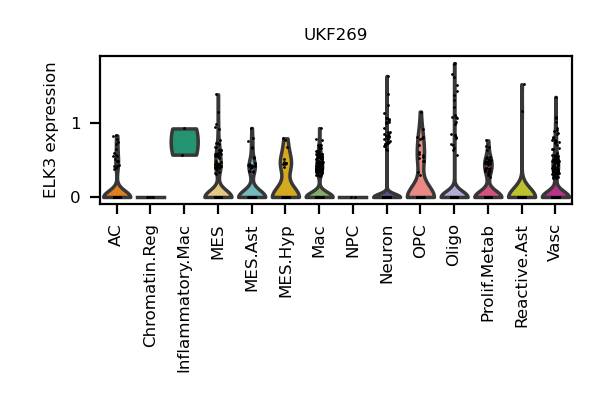 UKF269
ELK3 expression
1
0
AC
Chromatin.Reg
Inflammatory.Mac
MES
MES.Ast
MES.Hyp
Mac
NPC
Neuron
OPC
Oligo
Prolif.Metab
Reactive.Ast
Vasc